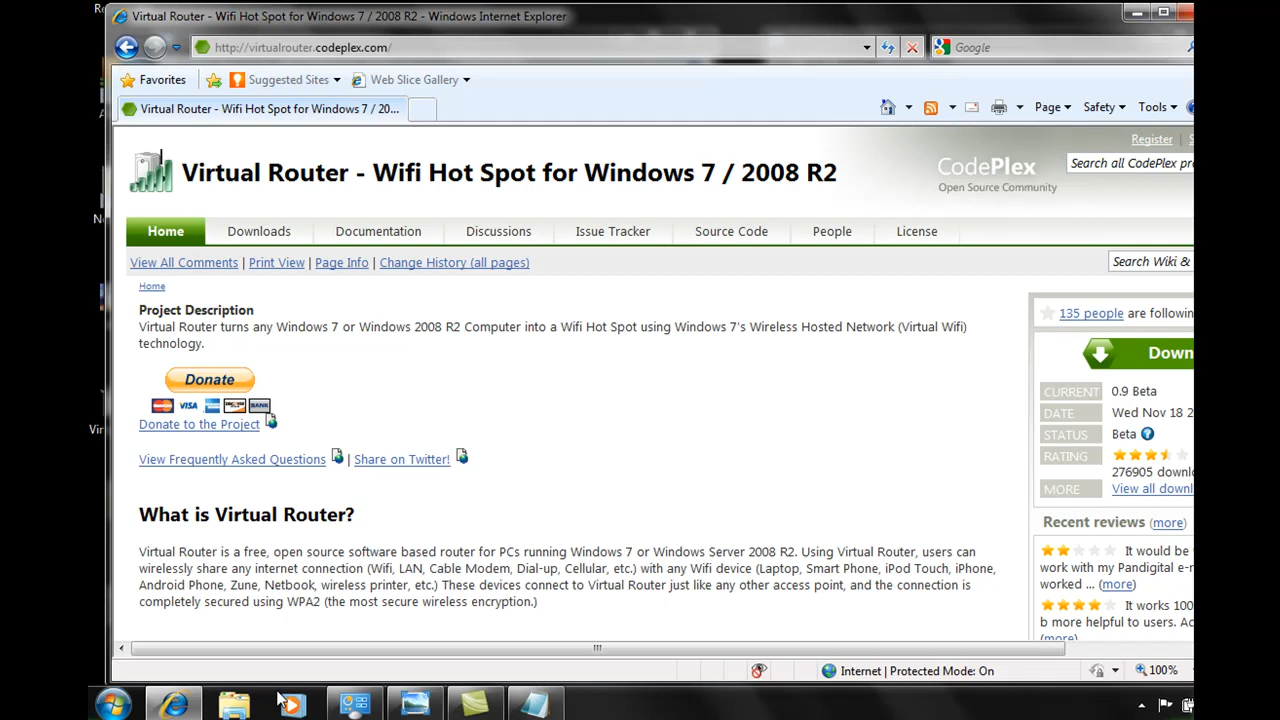 Virtual Router - Wifi Hot Spot for Windows 7 / 2008 R2 - Windows Internet Explorer
http://virtualrouter.codeplex.com/
Google
Favorites
Suggested Sites
Web Slice Gallery
Virtual Router - Wifi Hot Spot for Windows 7 / 20...
Page
Safety
Tools
Register
Virtual Router - Wifi Hot Spot for Windows 7 / 2008 R2
CodePlex
Open Source Community
Search all CodePlex pr
Home
Downloads
Documentation
Discussions
Issue Tracker
Source Code
People
License
View All Comments | Print View | Page Info | Change History (all pages)
Search Wiki &
Home
Project Description
Virtual Router turns any Windows 7 or Windows 2008 R2 Computer into a Wifi Hot Spot using Windows 7's Wireless Hosted Network (Virtual Wifi)
technology.
Donate
VISA
BANK
Donate to the Project
View Frequently Asked Questions | Share on Twitter!
What is Virtual Router?
Virtual Router is a free, open source software based router for PCs running Windows 7 or Windows Server 2008 R2. Using Virtual Router, users can
wirelessly share any internet connection (Wifi, LAN, Cable Modem, Dial-up, Cellular, etc.) with any Wifi device (Laptop, Smart Phone, iPod Touch, iPhone,
Android Phone, Zune, Netbook, wireless printer, etc.) These devices connect to Virtual Router just like any other access point, and the connection is
completely secured using WPA2 (the most secure wireless encryption.)
135 people are followin
Down
CURRENT 0.9 Beta
DATE Wed Nov 18 2
STATUS Beta
RATING
276905 downlo
MORE View all downl
Recent reviews (more)
It would be
work with my Pandigital e-r
worked ... (more)
It works 100
b more helpful to users. Ac
(more)
Internet | Protected Mode: On
100%